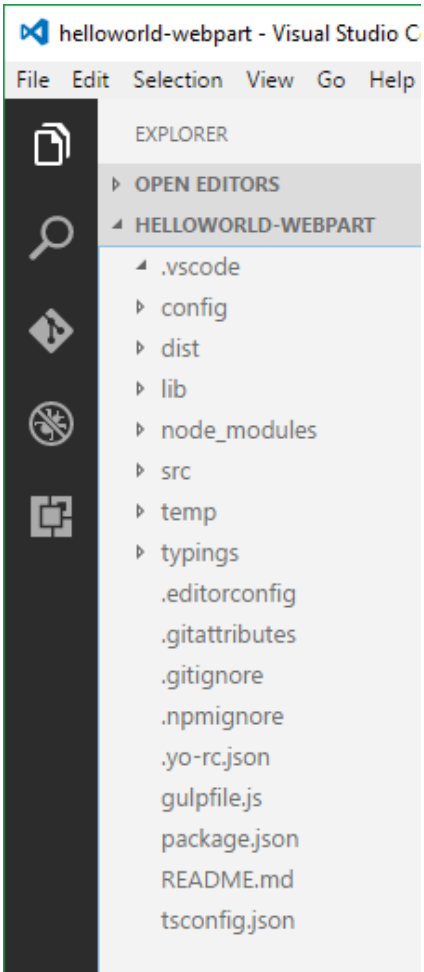 helloworld-webpart - Visual Studio C
File Edit Selection View Go Help
EXPLORER
OPEN EDITORS
HELLOWORLD-WEBPART
.vscode
config
dist
lib
node_modules
src
temp
typings
.editorconfig
.gitattributes
.gitignore
.npmignore
.yo-rc.json
gulpfile.js
package.json
README.md
tsconfig.json